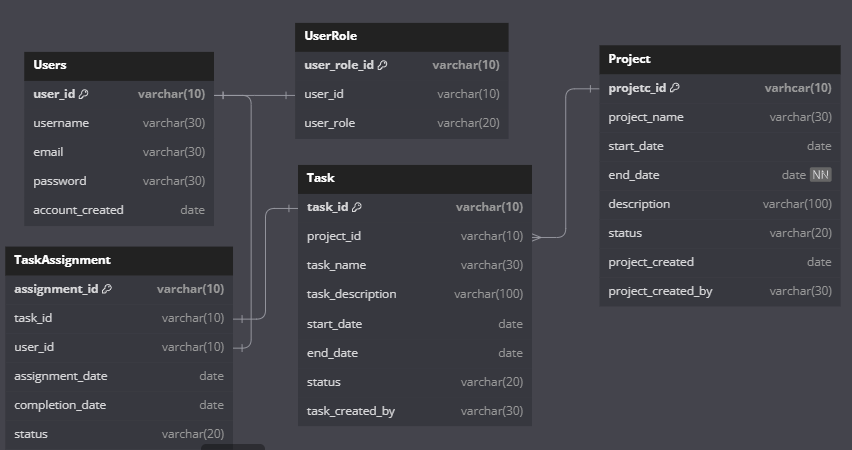 Users
user_id varchar(10)
username varchar(30)
email varchar(30)
password varchar(30)
account_created date
UserRole
user_role_id varchar(10)
user_id varchar(10)
user_role varchar(20)
Project
projetc_id varhcar(10)
project_name varchar(30)
start_date date
end_date date NN
description varchar(100)
status varchar(20)
project_created date
project_created_by varchar(30)
Task
task_id varchar(10)
project_id varchar(10)
task_name varchar(30)
task_description varchar(100)
start_date date
end_date date
status varchar(20)
task_created_by varchar(30)
TaskAssignment
assignment_id varchar(10)
task_id varchar(10)
user_id varchar(10)
assignment_date date
completion_date date
status varchar(20)